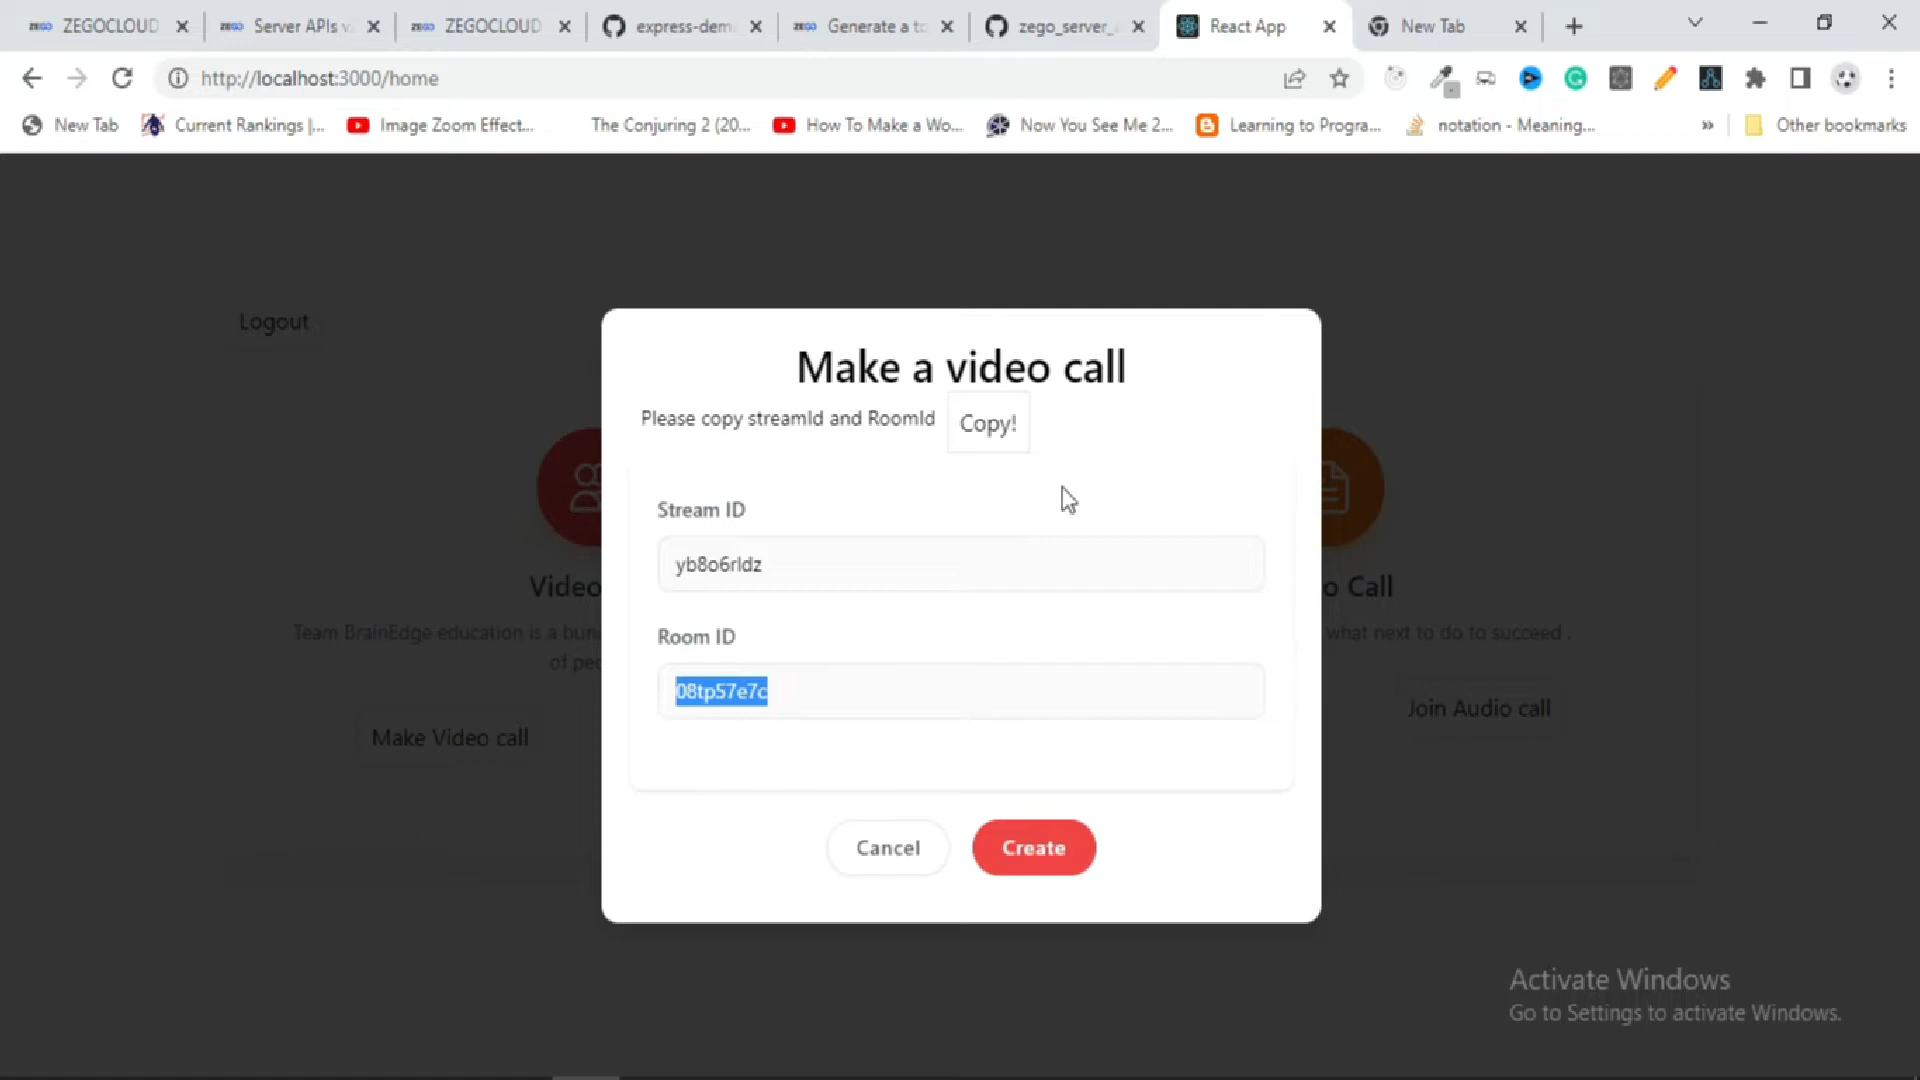 ZEGOCLOUD
Server APIs v
ZEGOCLOUD
express-dem
Generate a to
zego_server_
React App
New Tab
http://localhost:3000/home
New Tab
Current Rankings |...
Image Zoom Effect...
The Conjuring 2 (20...
How To Make a Wo...
Now You See Me 2...
Learning to Progra...
notation - Meaning...
»
Other bookmarks
Logout
Make a video call
Please copy streamId and RoomId
Copy!
Stream ID
yb8o6rldz
Room ID
08tp57e7c
Cancel
Create
Video
Team BrainEdge education is a bun
of peo
Make Video call
o Call
what next to do to succeed .
Join Audio call
Activate Windows
Go to Settings to activate Windows.